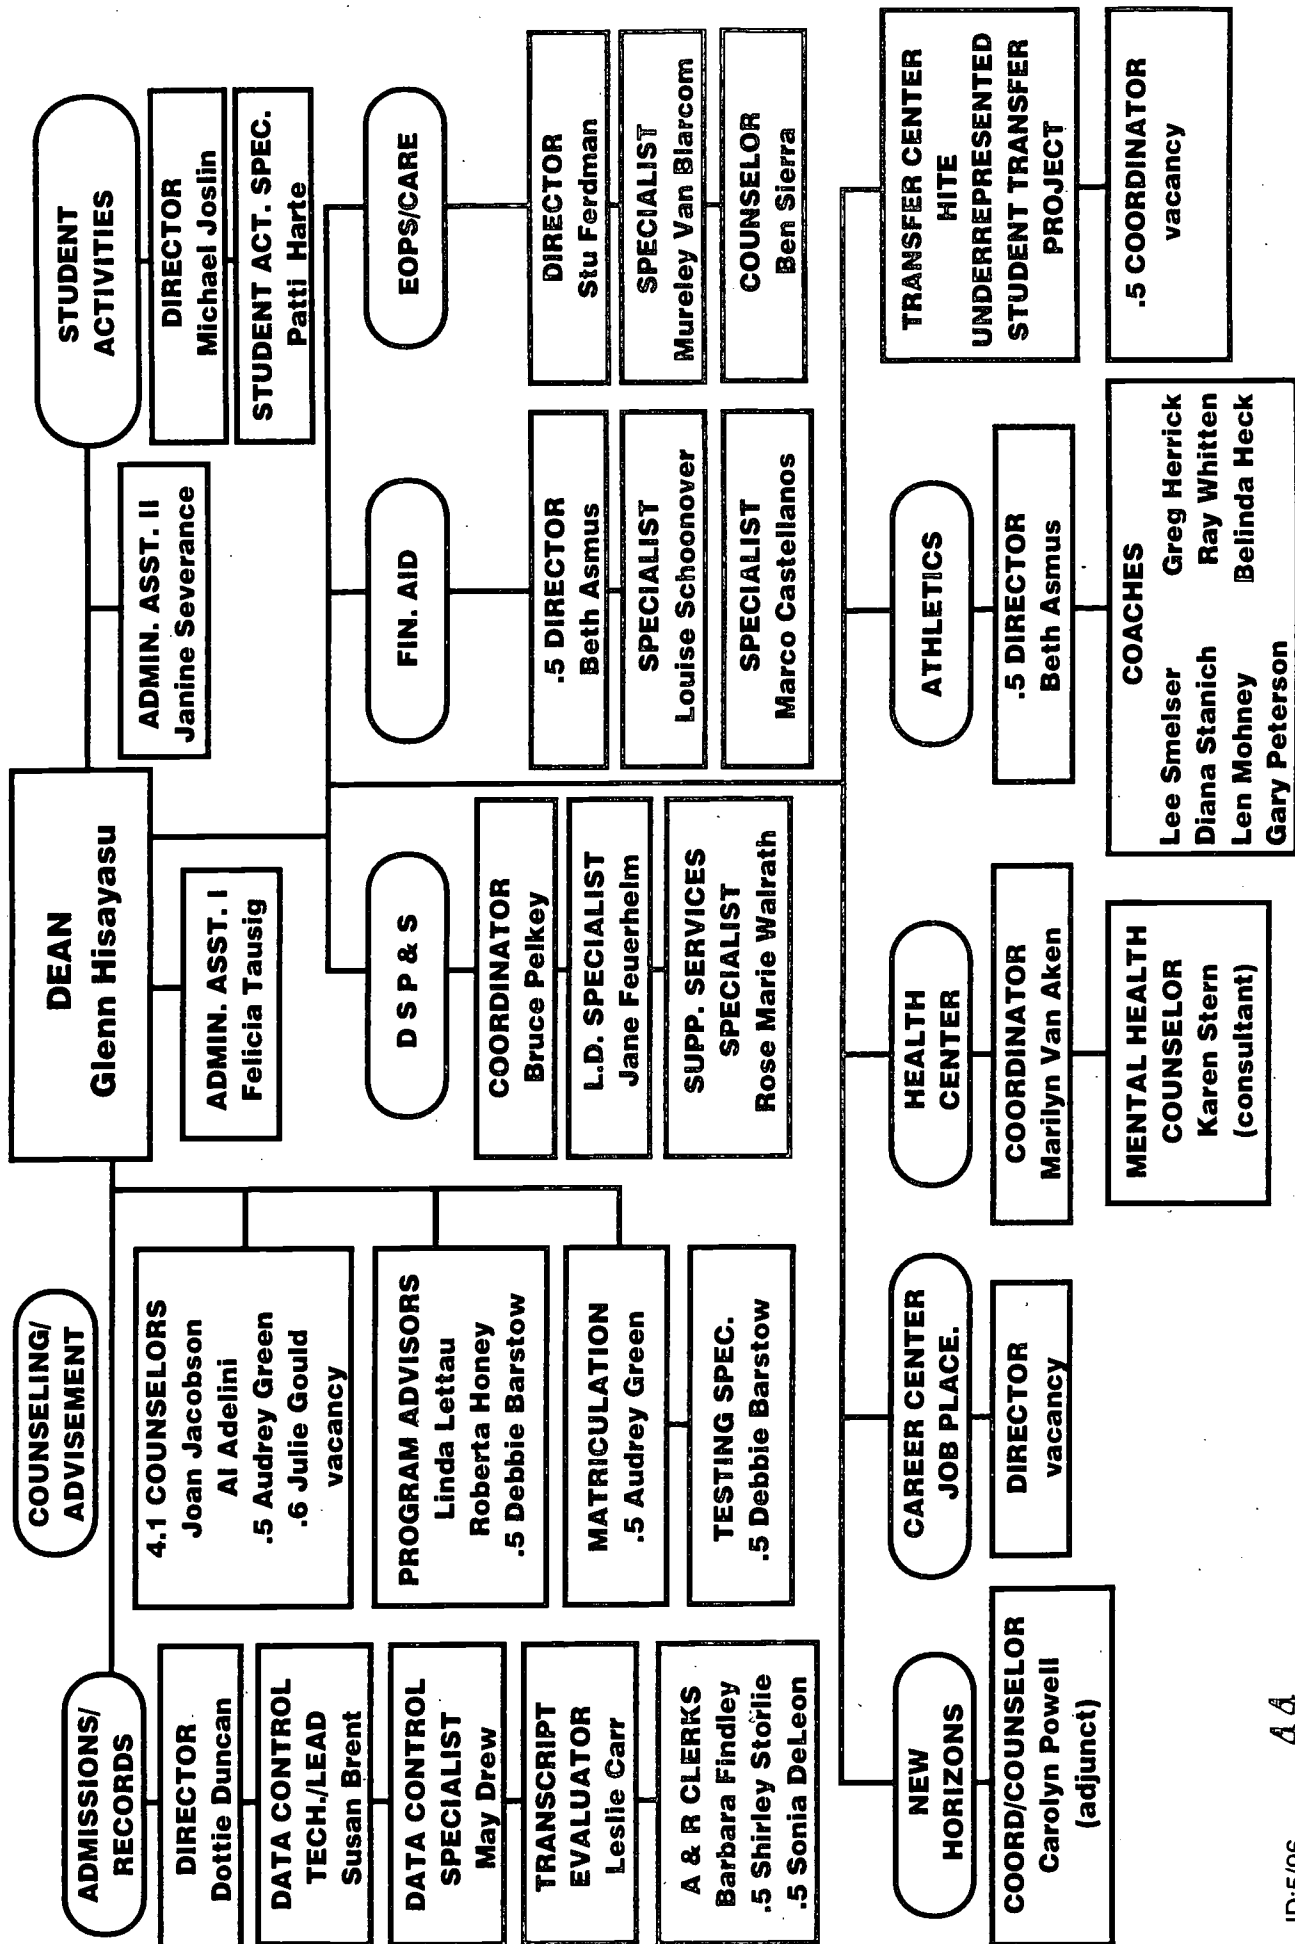 DEAN
Glenn Hisayasu
ADMIN. ASST. I
Felicia Tausig
ADMIN. ASST. II
Janine Severance
STUDENT
ACTIVITIES
DIRECTOR
Michael Joslin
STUDENT ACT. SPEC.
Patti Harte
COUNSELING/
ADVISEMENT
4.1 COUNSELORS
Joan Jacobson
Al Adelini
.5 Audrey Green
.6 Julie Gould
vacancy
PROGRAM ADVISORS
Linda Lettau
Roberta Honey
.5 Debbie Barstow
MATRICULATION
.5 Audrey Green
TESTING SPEC.
.5 Debbie Barstow
ADMISSIONS/
RECORDS
DIRECTOR
Dottie Duncan
DATA CONTROL
TECH./LEAD
Susan Brent
DATA CONTROL
SPECIALIST
May Drew
TRANSCRIPT
EVALUATOR
Leslie Carr
A & R CLERKS
Barbara Findley
.5 Shirley Storlie
.5 Sonia DeLeon
D S P & S
COORDINATOR
Bruce Pelkey
L.D. SPECIALIST
Jane Feuerhelm
SUPP. SERVICES
SPECIALIST
Rose Marie Walrath
FIN. AID
.5 DIRECTOR
Beth Asmus
SPECIALIST
Louise Schoonover
SPECIALIST
Marco Castellanos
EOPS/CARE
DIRECTOR
Stu Ferdman
SPECIALIST
Mureley Van Blarcom
COUNSELOR
Ben Sierra
NEW
HORIZONS
COORD/COUNSELOR
Carolyn Powell
(adjunct)
CAREER CENTER
JOB PLACE.
DIRECTOR
vacancy
HEALTH
CENTER
COORDINATOR
Marilyn Van Aken
MENTAL HEALTH
COUNSELOR
Karen Stern
(consultant)
ATHLETICS
.5 DIRECTOR
Beth Asmus
COACHES
Lee Smelser Greg Herrick
Diana Stanich Ray Whitten
Len Mohney Belinda Heck
Gary Peterson
TRANSFER CENTER
HITE
UNDERREPRESENTED
STUDENT TRANSFER
PROJECT
.5 COORDINATOR
vacancy
44